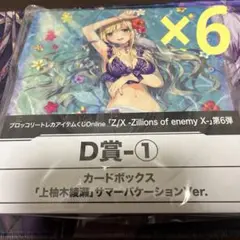 ×6
ブロッコリートレカアイテムくじOnline「Z/X -Zillions of enemy X-」第6弾
D賞-①
カードボックス
「上柚木綾瀬」サマーバケーションVer.